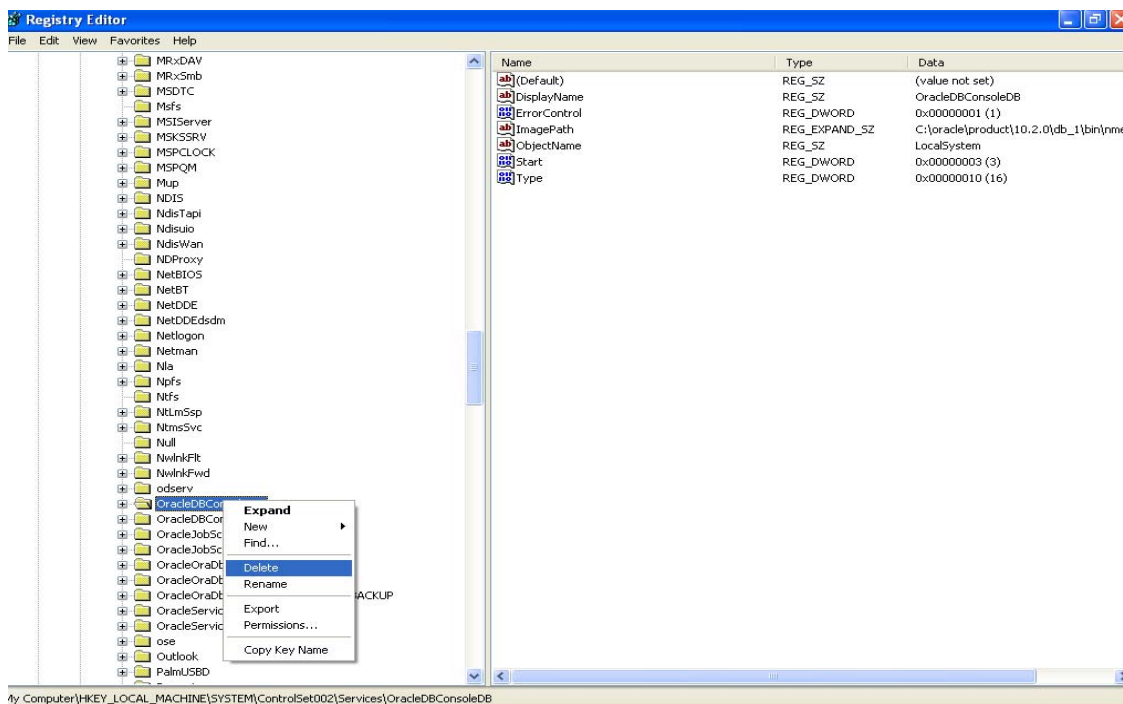 Registry Editor
File Edit View Favorites Help
MRxDAV
MRxSmb
MSDTC
Msfs
MSIServer
MSKSSRV
MSPCLOCK
MSPQM
Mup
NDIS
NdisTapi
Ndisuio
NdisWan
NDProxy
NetBIOS
NetBT
NetDDE
NetDDEdsdm
Netlogon
Netman
Nla
Npfs
Ntfs
NtLmSsp
NtmsSvc
Null
NwlnkFlt
NwlnkFwd
odserv
OracleDBCon
OracleDBCor
OracleJobSc
OracleJobSc
OracleOraDb
OracleOraDb
OracleOraDb ACKUP
OracleServic
OracleServic
ose
Outlook
PalmUSBD
Expand
New
Find...
Delete
Rename
Export
Permissions...
Copy Key Name
Name Type Data
(Default) REG_SZ (value not set)
DisplayName REG_SZ OracleDBConsoleDB
ErrorControl REG_DWORD 0x00000001 (1)
ImagePath REG_EXPAND_SZ C:\oracle\product\10.2.0\db_1\bin\nme
ObjectName REG_SZ LocalSystem
Start REG_DWORD 0x00000003 (3)
Type REG_DWORD 0x00000010 (16)
My Computer\HKEY_LOCAL_MACHINE\SYSTEM\ControlSet002\Services\OracleDBConsoleDB